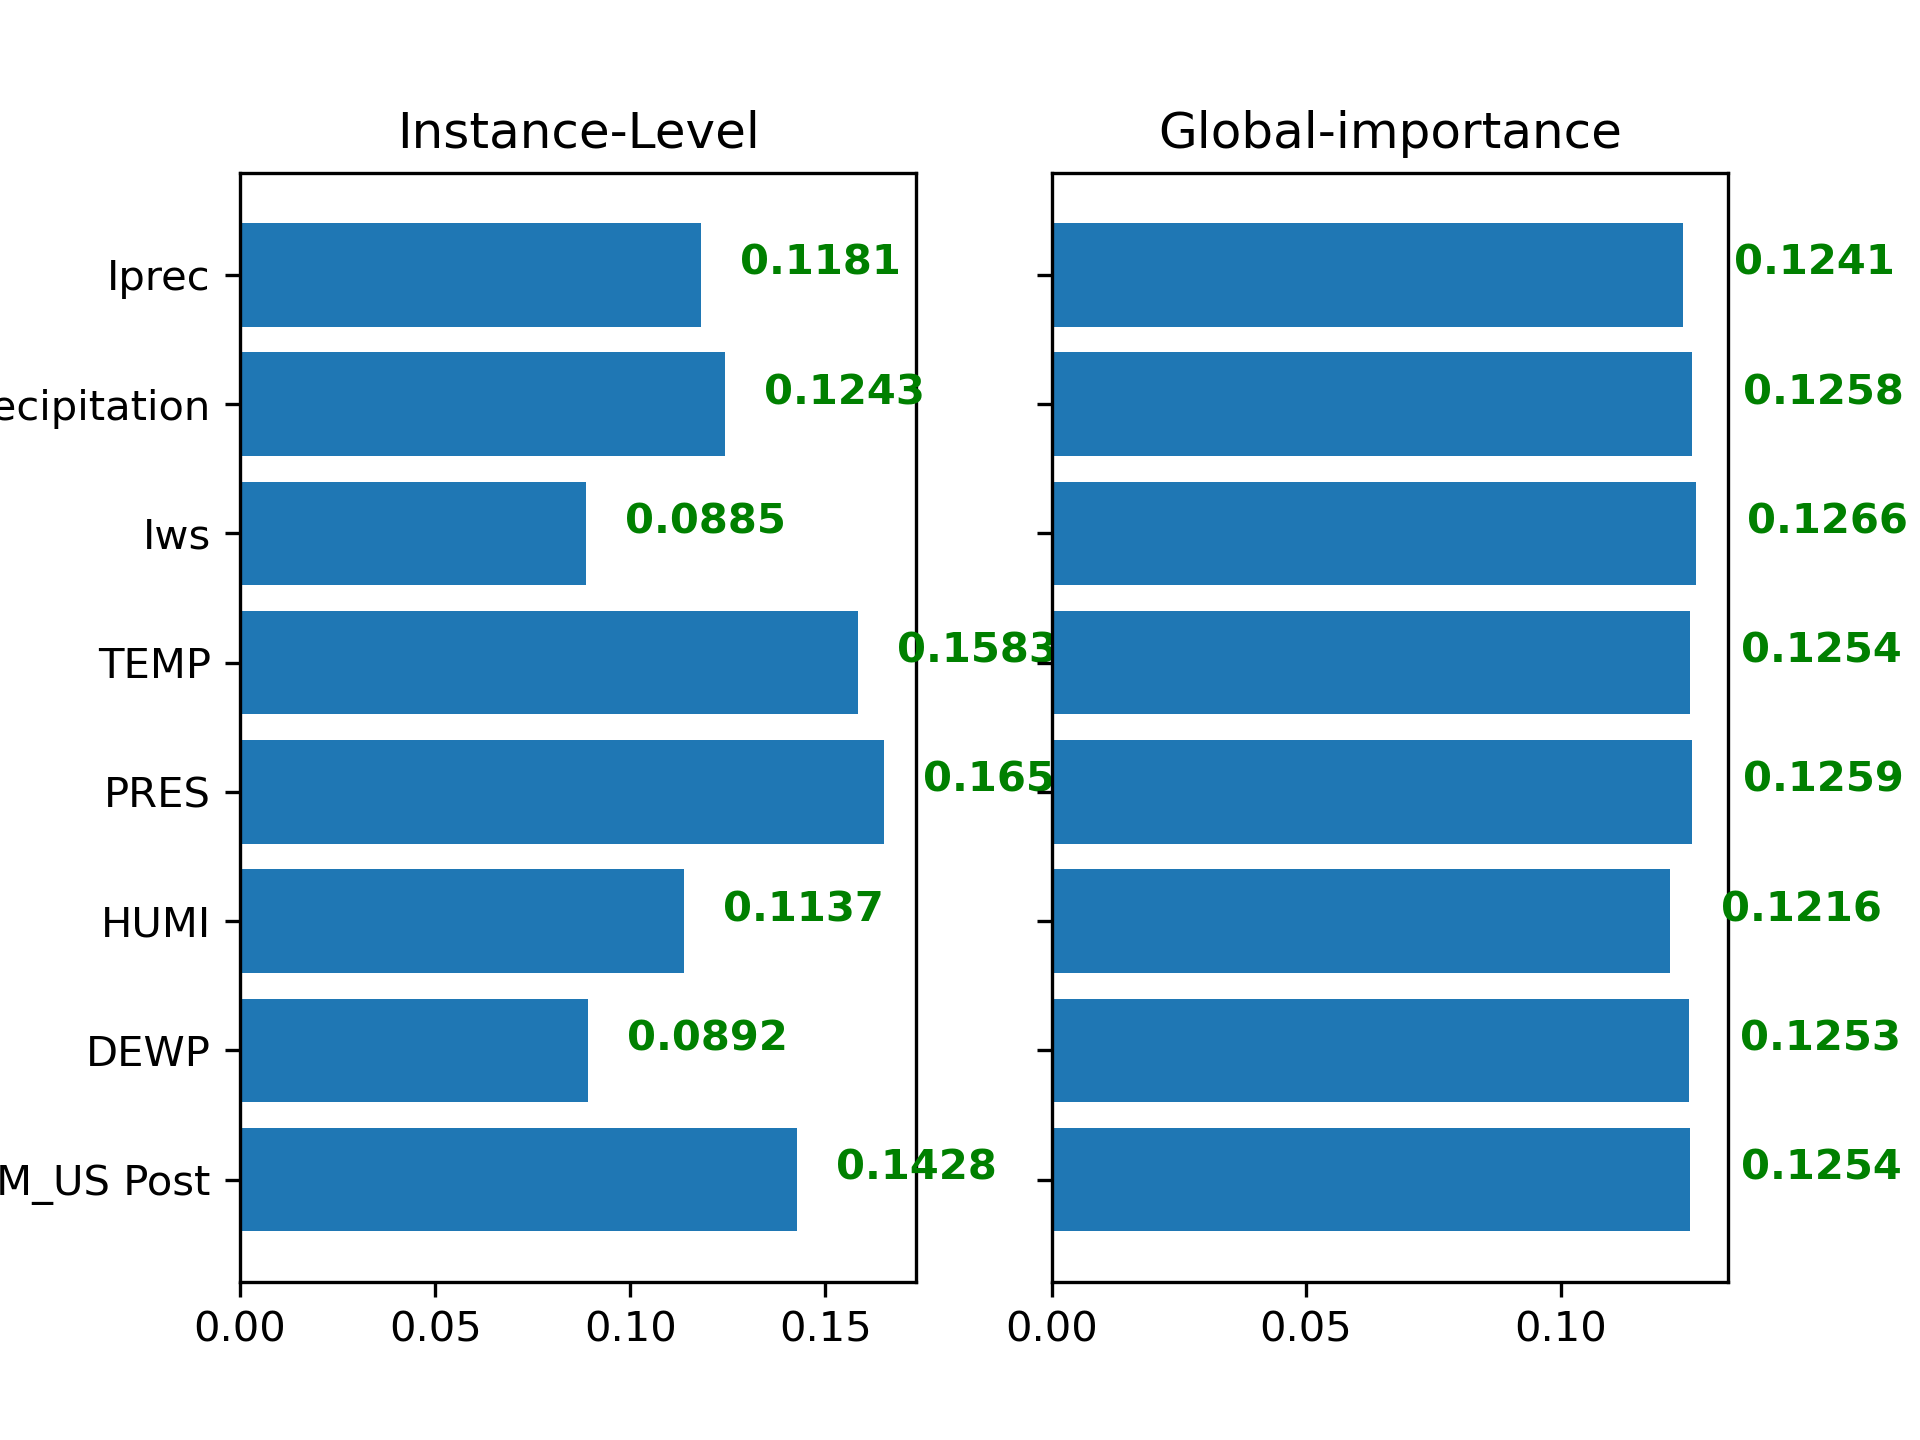 Instance-Level
Global-importance
Iprec
0.1181
0.1241
ecipitation
0.1243
0.1258
Iws
0.0885
0.1266
TEMP
0.1583
0.1254
PRES
0.165
0.1259
HUMI
0.1137
0.1216
DEWP
0.0892
0.1253
M_US Post
0.1428
0.1254
0.00 0.05 0.10 0.15
0.00 0.05 0.10